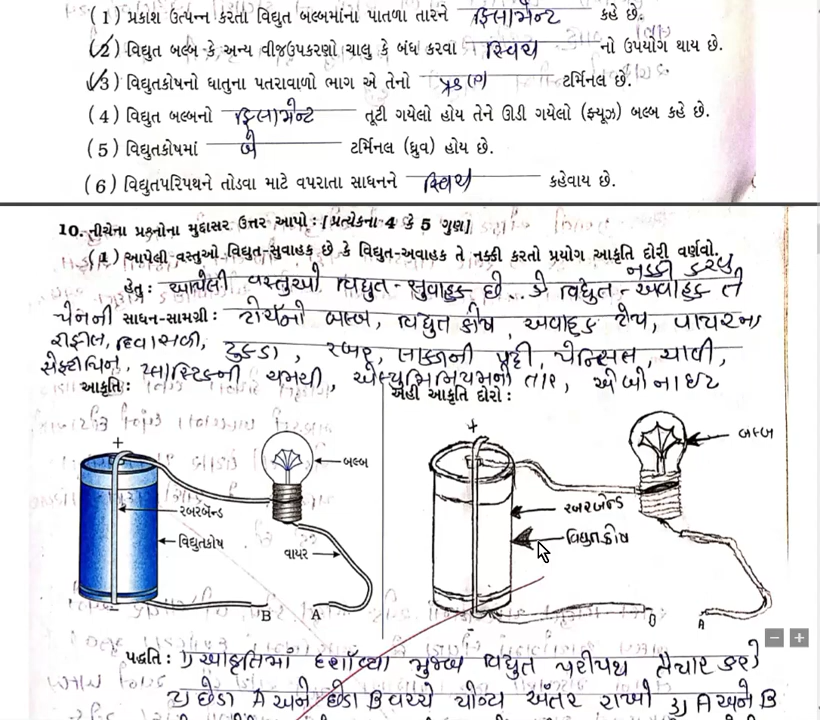 (1) પ્રકાશ ઉત્પન્ન કરતા વિદ્યુત બલ્બમાંના પાતળા તારને ફિલામેન્ટ કહે છે.
(2) વિદ્યુત બલ્બ કે અન્ય વીજઉપકરણો ચાલુ કે બંધ કરવા સ્વિચ નો ઉપયોગ થાય છે.
(3) વિદ્યુતકોષનો ધાતુના પતરાવાળો ભાગ એ તેનો ઋણ(-) ટર્મિનલ છે.
(4) વિદ્યુત બલ્બનો ફિલામેન્ટ તૂટી ગયેલો હોય તેને ઊડી ગયેલો (ફ્યૂઝ) બલ્બ કહે છે.
(5) વિદ્યુતકોષમાં બે ટર્મિનલ (ધ્રુવ) હોય છે.
(6) વિદ્યુતપરિપથને તોડવા માટે વપરાતા સાધનને સ્વિચ કહેવાય છે.
10. નીચેના પ્રશ્નોના મુદ્દાસર ઉત્તર આપો : [પ્રત્યેકના 4 કે 5 ગુણ]
(1) આપેલી વસ્તુઓ વિદ્યુત-સુવાહક છે કે વિદ્યુત-અવાહક તે નક્કી કરતો પ્રયોગ આકૃતિ દોરી વર્ણવો.
નક્કી કરવુ
હેતુ : આપેલી વસ્તુઓ વિદ્યુત-સુવાહક છે કે વિદ્યુત-અવાહક તે
પેનની સાધન-સામગ્રી : ટોર્ચનો બલ્બ, વિદ્યુત કોષ, અવાહક ટેપ, વાયરના
રીફીલ, દિવાસળી, ટુકડા, રબર, લાકડાની પટ્ટી, પેન્સિલ, ચાવી,
સેફ્ટીપિન, પ્લાસ્ટિકની ચમચી, એલ્યુમિનિયમનો તાર, એબોનાઇટ
આકૃતિ : અહીં આકૃતિ દોરો :
+ +
બલ્બ બલ્બ
રબરબેન્ડ રબરબેન્ડ
વિદ્યુતકોષ વિદ્યુતકોષ
વાયર
B A B A
પદ્ધતિ : 1) આકૃતિમાં દર્શાવ્યા મુજબ વિદ્યુત પરીપથ તૈયાર કરો
2) છેડા A અને છેડા B વચ્ચે યોગ્ય અંતર રાખો 3) A અને B